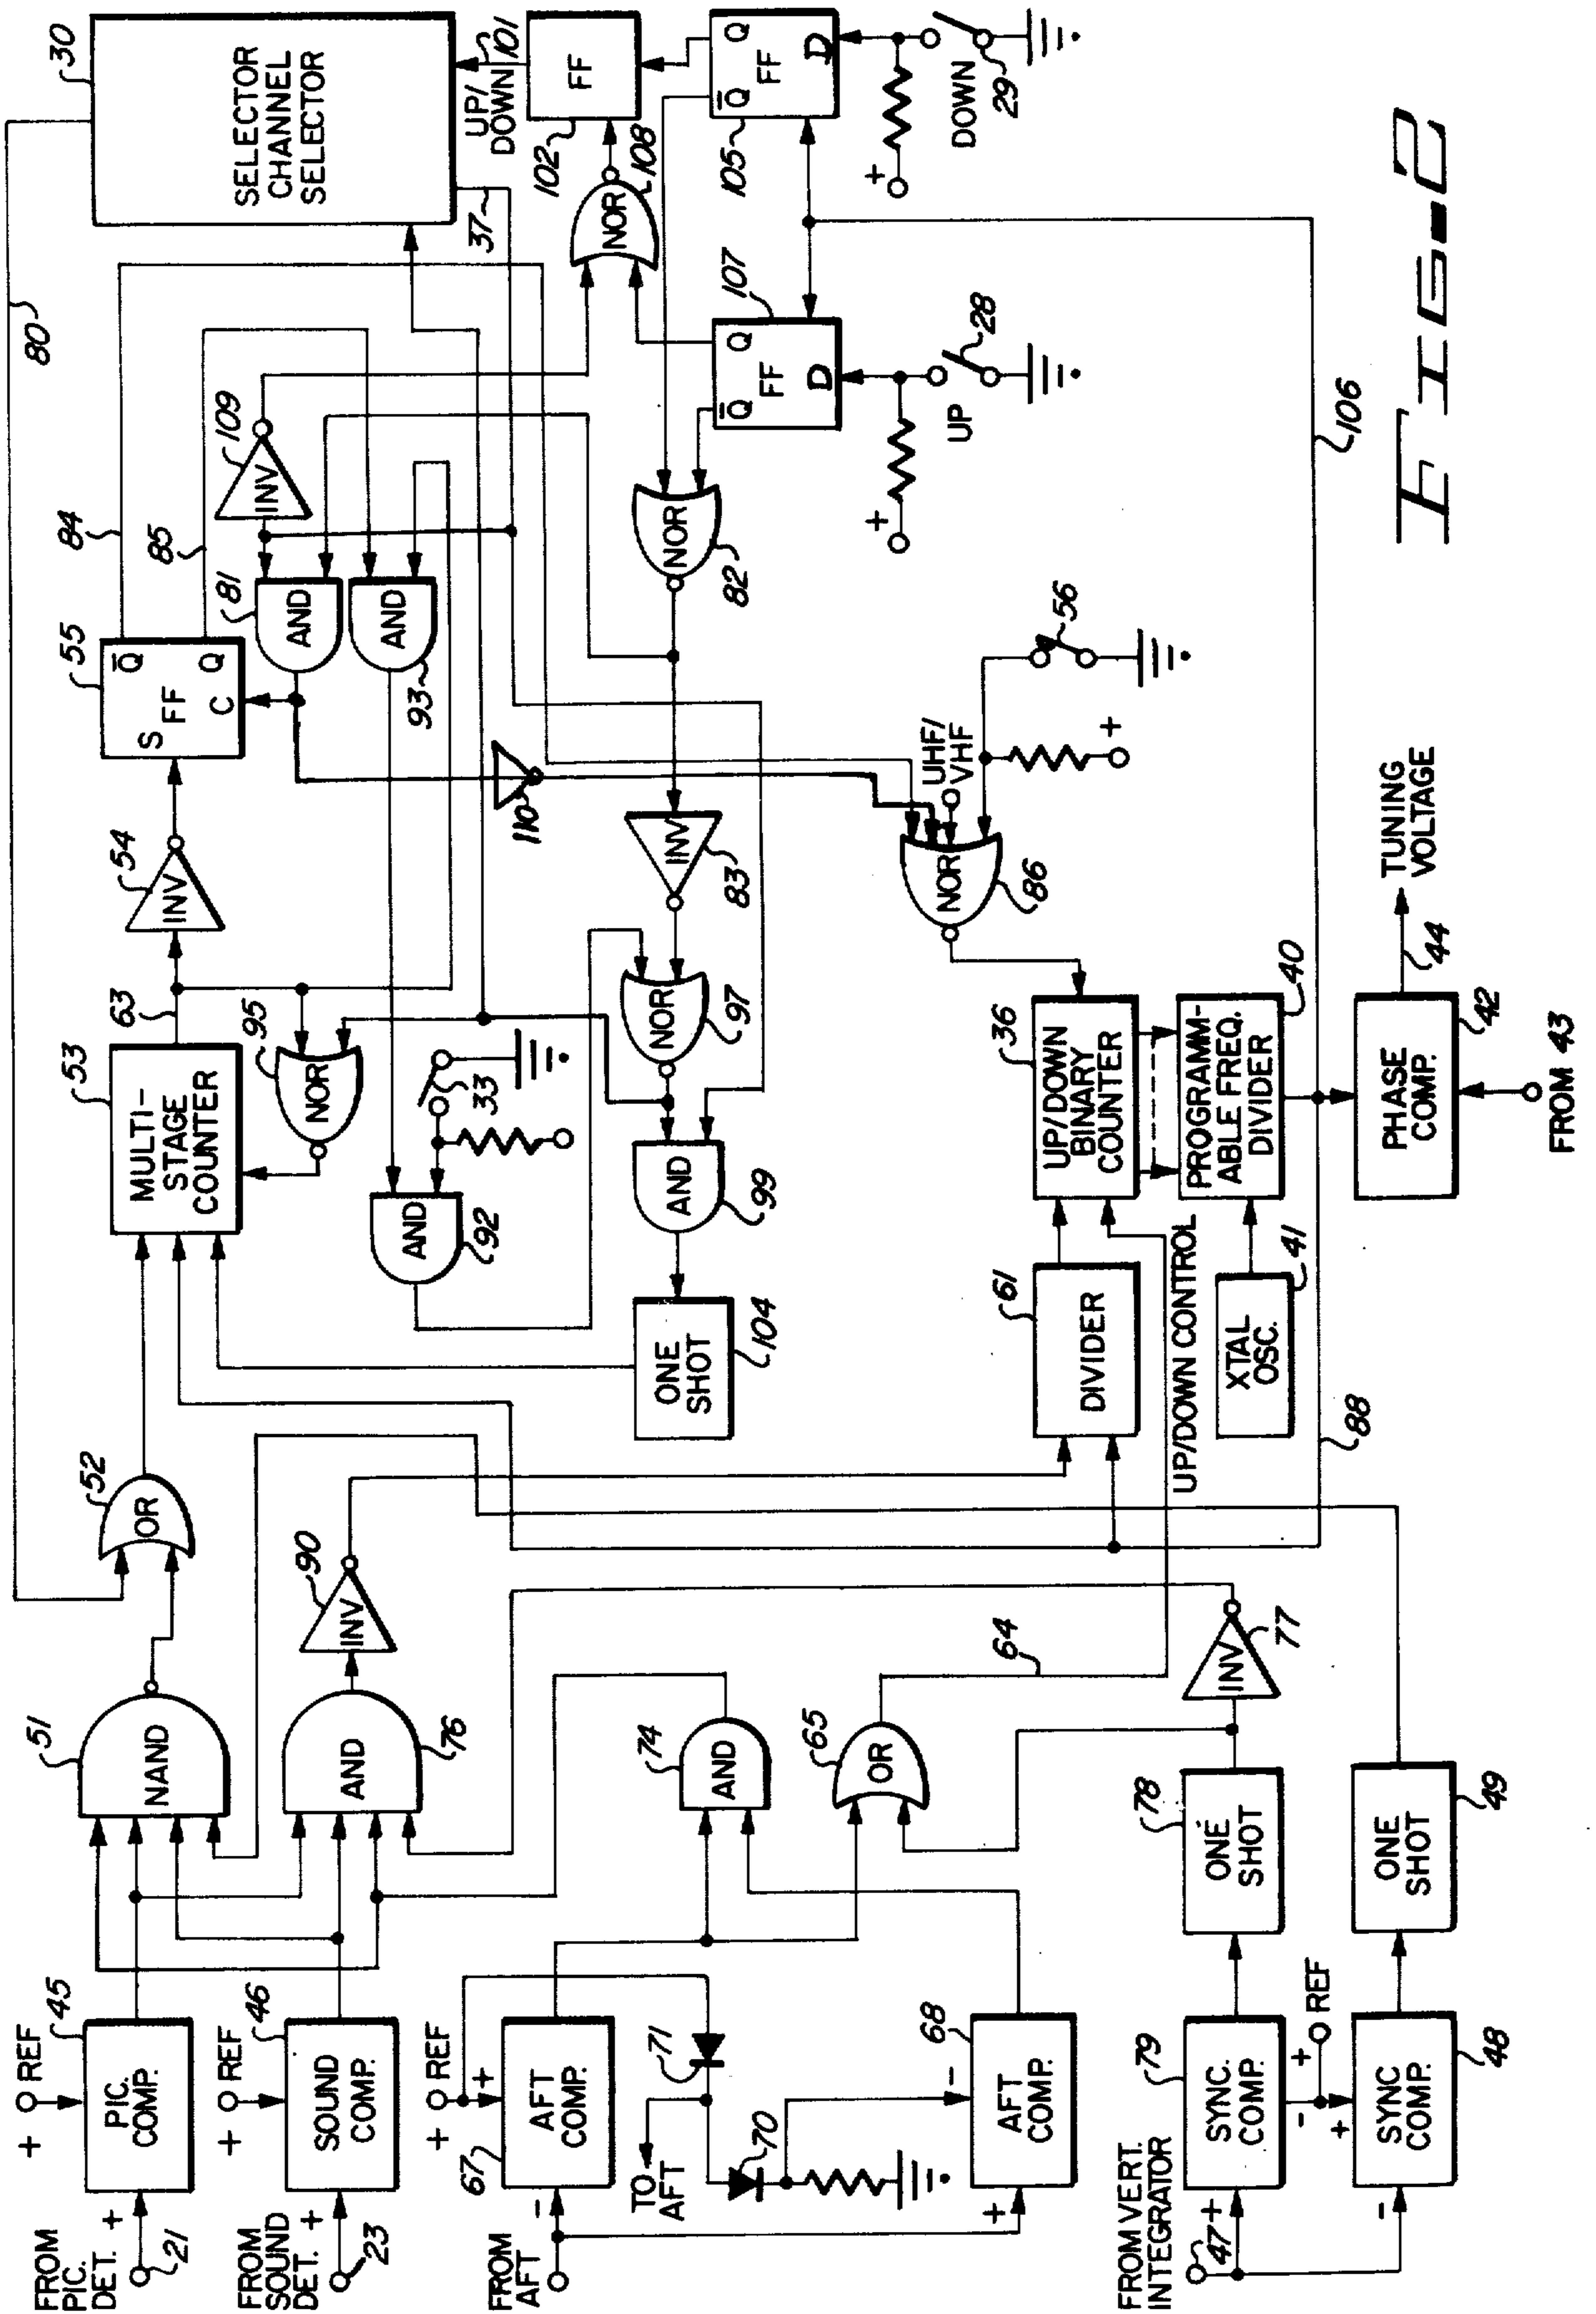 FROM
PIC.
DET. +
21
+
REF
45
PIC.
COMP.
FROM
SOUND
DET. +
23
+
REF
46
SOUND
COMP.
FROM
AFT
-
67
+
REF
+
AFT
COMP.
TO
AFT
71
70
68
-
+
AFT
COMP.
FROM VERT.
INTEGRATOR
47
+
79
SYNC.
COMP.
-
+
REF
+
-
SYNC
COMP.
48
78
ONE
SHOT
ONE
SHOT
49
51
NAND
AND
76
74
AND
65
OR
64
INV
77
52
OR
90
INV
80
53
MULTI-
STAGE
COUNTER
63
95
NOR
54
INV
55
S
FF
C
Q̅
Q
84
85
81
AND
AND
93
109
INV
AND
92
33
ONE
SHOT
104
AND
99
NOR
97
INV
83
110
NOR
82
61
DIVIDER
UP/DOWN CONTROL
36
UP/DOWN
BINARY
COUNTER
PROGRAMM-
ABLE FREQ.
DIVIDER
40
XTAL
OSC.
41
88
PHASE
COMP.
42
FROM 43
44
TUNING
VOLTAGE
NOR
86
UHF/
VHF
56
+
30
SELECTOR
CHANNEL
SELECTOR
37
UP/
DOWN
101
FF
102
NOR
108
Q̅
Q
FF
D
105
DOWN
29
+
107
Q̅
Q
FF
D
UP
28
+
106
FIG-2